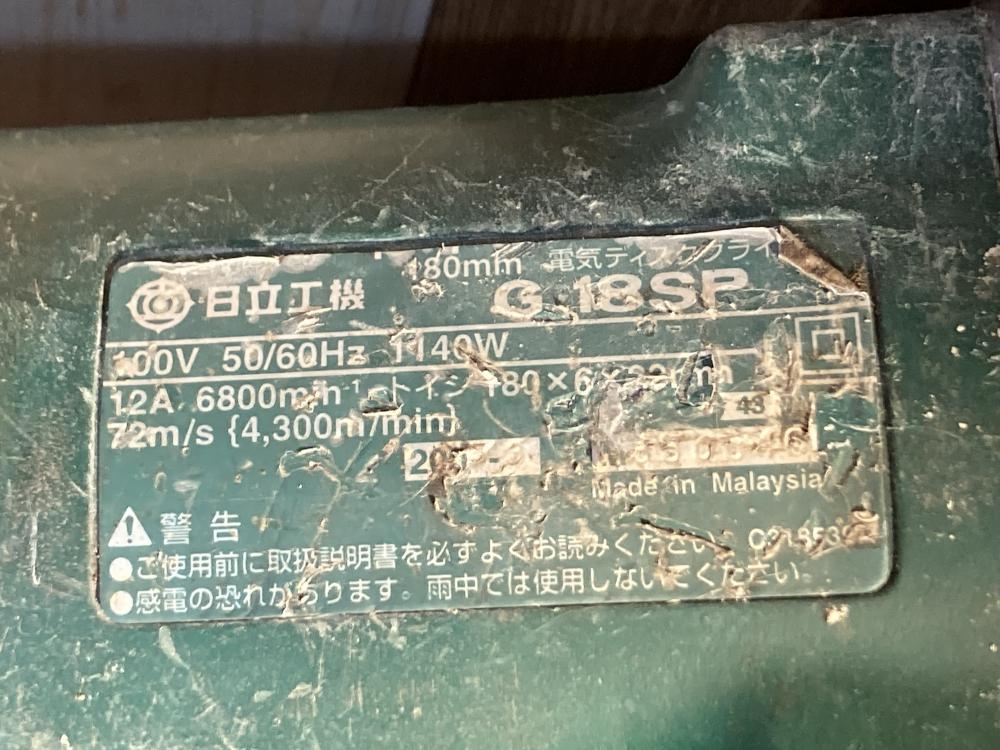 180mm 電気ディスクグライ
日立工機 G 18SP
100V 50/60Hz 1140W
12A 6800min⁻¹ トイシ 180×6×
72m/s {4,300m/min}
43
Made in Malaysia
⚠警告
●ご使用前に取扱説明書を必ずよくお読みください。
●感電の恐れがあります。雨中では使用しないでください。